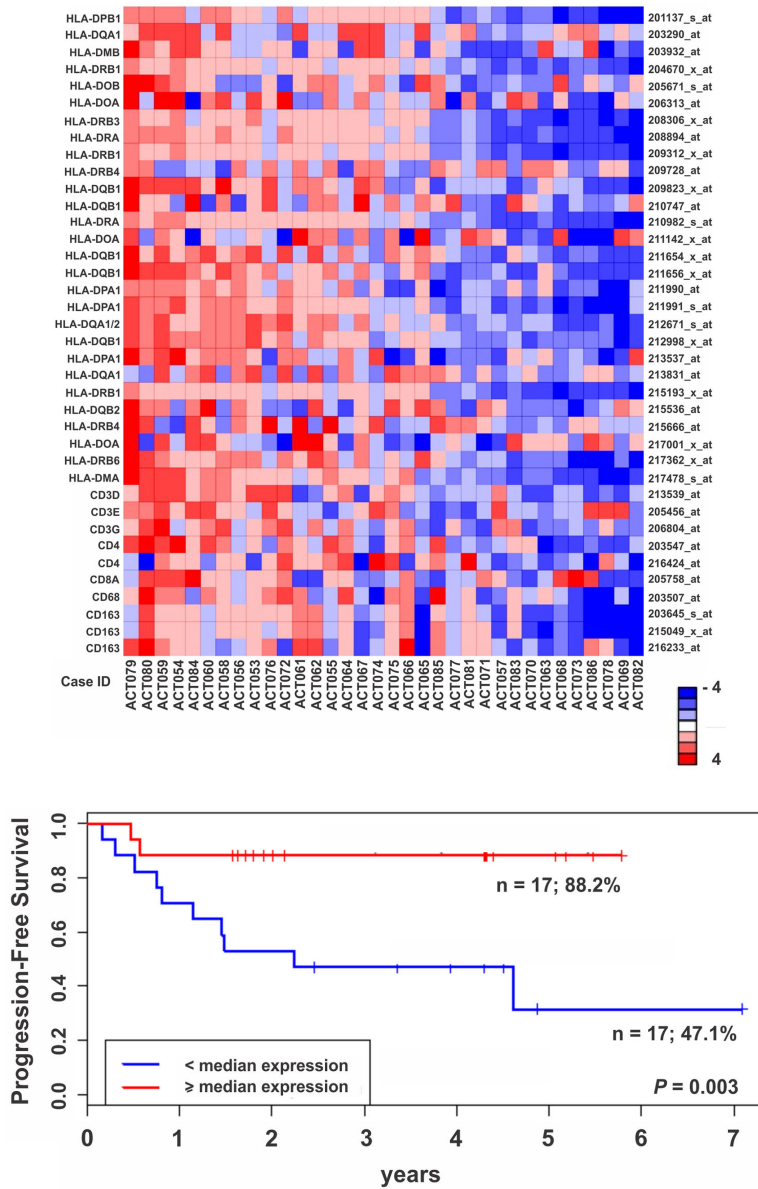 HLA-DPB1 201137_s_at
HLA-DQA1 203290_at
HLA-DMB 203932_at
HLA-DRB1 204670_x_at
HLA-DOB 205671_s_at
HLA-DOA 206313_at
HLA-DRB3 208306_x_at
HLA-DRA 208894_at
HLA-DRB1 209312_x_at
HLA-DRB4 209728_at
HLA-DQB1 209823_x_at
HLA-DQB1 210747_at
HLA-DRA 210982_s_at
HLA-DOA 211142_x_at
HLA-DQB1 211654_x_at
HLA-DQB1 211656_x_at
HLA-DPA1 211990_at
HLA-DPA1 211991_s_at
HLA-DQA1/2 212671_s_at
HLA-DQB1 212998_x_at
HLA-DPA1 213537_at
HLA-DQA1 213831_at
HLA-DRB1 215193_x_at
HLA-DQB2 215536_at
HLA-DRB4 215666_at
HLA-DOA 217001_x_at
HLA-DRB6 217362_x_at
HLA-DMA 217478_s_at
CD3D 213539_at
CD3E 205456_at
CD3G 206804_at
CD4 203547_at
CD4 216424_at
CD8A 205758_at
CD68 203507_at
CD163 203645_s_at
CD163 215049_x_at
CD163 216233_at
Case ID
ACT079
ACT080
ACT059
ACT054
ACT084
ACT060
ACT058
ACT056
ACT053
ACT076
ACT072
ACT061
ACT062
ACT055
ACT064
ACT067
ACT074
ACT075
ACT066
ACT065
ACT085
ACT077
ACT081
ACT071
ACT057
ACT083
ACT070
ACT063
ACT068
ACT073
ACT086
ACT078
ACT069
ACT082
- 4
4
Progression-Free Survival
1.0
0.8
0.6
0.4
0.2
0.0
n = 17; 88.2%
n = 17; 47.1%
< median expression
⩾ median expression
P = 0.003
0 1 2 3 4 5 6 7
years